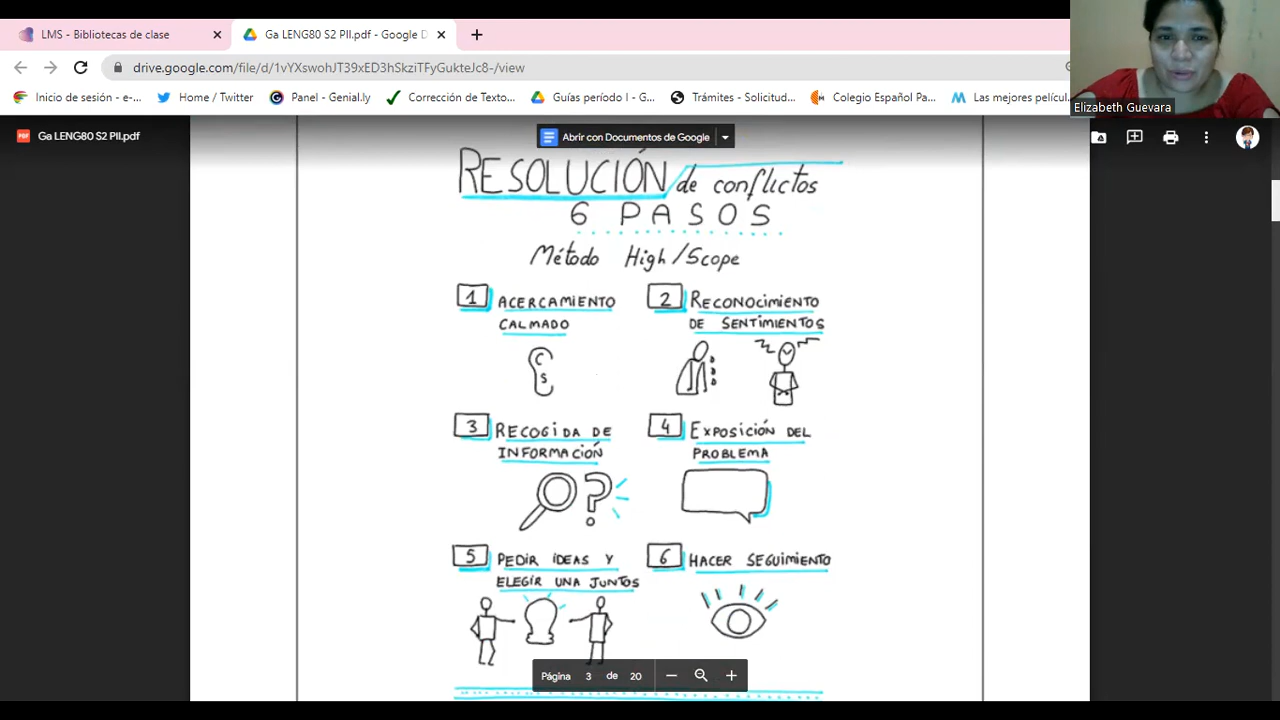 LMS - Bibliotecas de clase
Ga LENG80 S2 PII.pdf - Google D
drive.google.com/file/d/1vYXswohJT39xED3hSkziTFyGukteJc8-/view
Inicio de sesión - e-...
Home / Twitter
Panel - Genial.ly
Corrección de Texto...
Guías período I - G...
Trámites - Solicitud...
Colegio Español Pa...
Las mejores películ...
Elizabeth Guevara
PDF
Ga LENG80 S2 PII.pdf
Abrir con Documentos de Google
RESOLUCIÓN de conflictos
6 PASOS
Método High/Scope
1 ACERCAMIENTO
CALMADO
2 RECONOCIMIENTO
DE SENTIMIENTOS
3 RECOGIDA DE
INFORMACIÓN
?
4 EXPOSICIÓN DEL
PROBLEMA
5 PEDIR IDEAS Y
ELEGIR UNA JUNTOS
6 HACER SEGUIMIENTO
Página 3 de 20